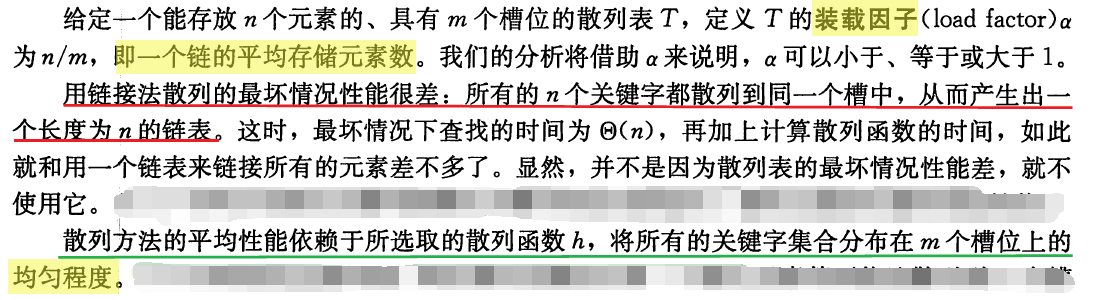 给定一个能存放 n 个元素的、具有 m 个槽位的散列表 T，定义 T 的装载因子(load factor)α
为 n/m，即一个链的平均存储元素数。我们的分析将借助 α 来说明，α 可以小于、等于或大于 1。
用链接法散列的最坏情况性能很差：所有的 n 个关键字都散列到同一个槽中，从而产生出一
个长度为 n 的链表。这时，最坏情况下查找的时间为 Θ(n)，再加上计算散列函数的时间，如此
就和用一个链表来链接所有的元素差不多了。显然，并不是因为散列表的最坏情况性能差，就不
使用它。
散列方法的平均性能依赖于所选取的散列函数 h，将所有的关键字集合分布在 m 个槽位上的
均匀程度。